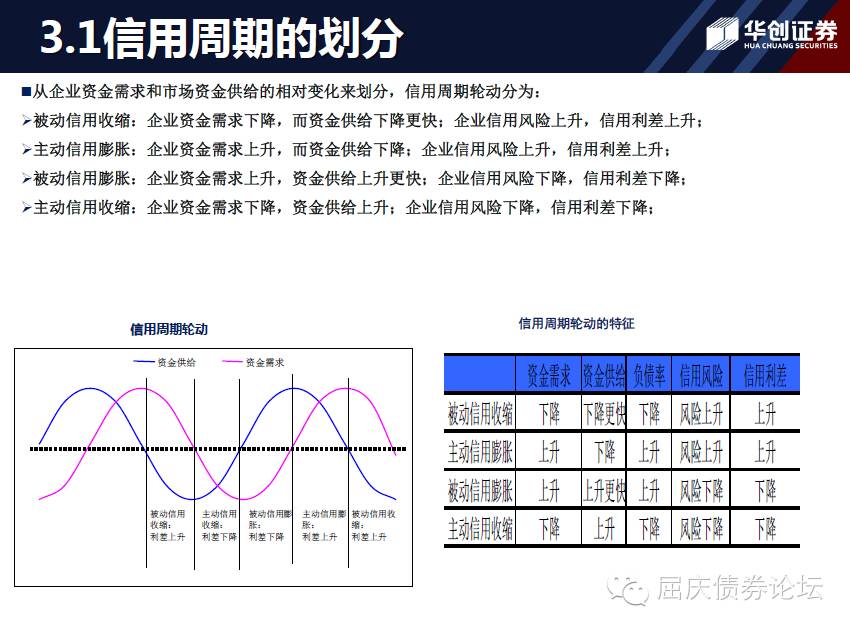 3.1信用周期的划分
华创证券
HUA CHUANG SECURITIES
■从企业资金需求和市场资金供给的相对变化来划分，信用周期轮动分为：
➢被动信用收缩：企业资金需求下降，而资金供给下降更快；企业信用风险上升，信用利差上升；
➢主动信用膨胀：企业资金需求上升，而资金供给下降；企业信用风险上升，信用利差上升；
➢被动信用膨胀：企业资金需求上升，资金供给上升更快；企业信用风险下降，信用利差下降；
➢主动信用收缩：企业资金需求下降，资金供给上升；企业信用风险下降，信用利差下降；
信用周期轮动
资金供给 资金需求
被动信用 主动信用 被动信用膨 主动信用膨 被动信用收
收缩： 收缩： 胀： 胀： 缩：
利差上升 利差下降 利差下降 利差上升 利差上升
信用周期轮动的特征
资金需求 资金供给 负债率 信用风险 信用利差
被动信用收缩 下降 下降更快 下降 风险上升 上升
主动信用膨胀 上升 下降 上升 风险上升 上升
被动信用膨胀 上升 上升更快 上升 风险下降 下降
主动信用收缩 下降 上升 下降 风险下降 下降
屈庆债券论坛